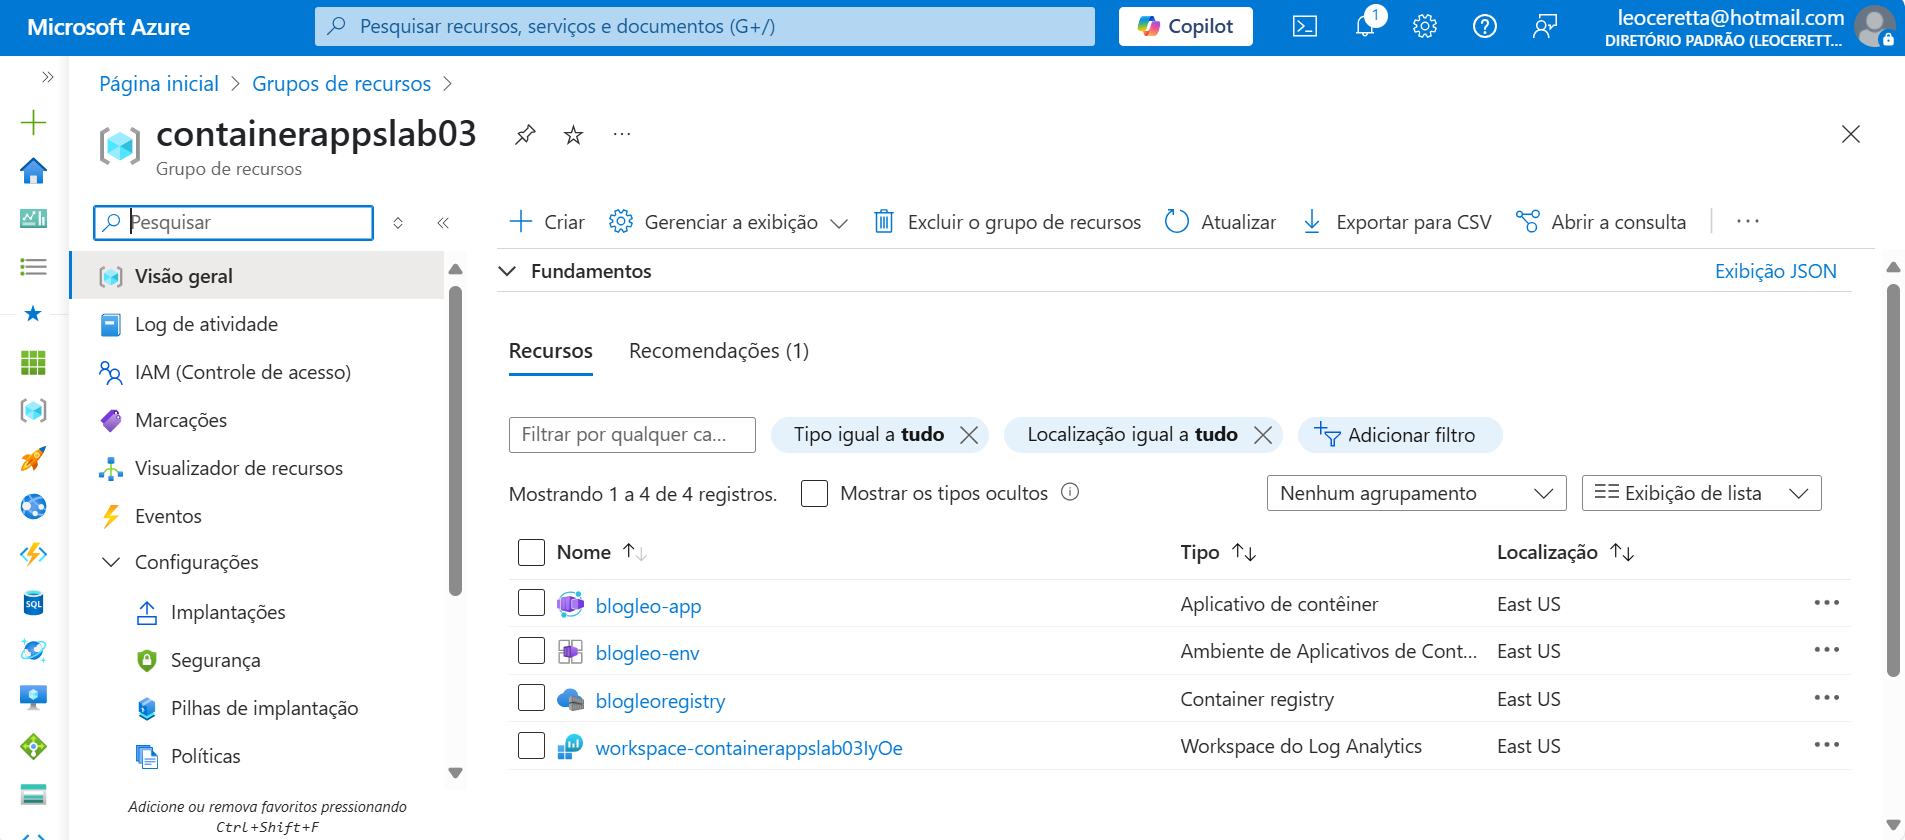 Microsoft Azure
Pesquisar recursos, serviços e documentos (G+/)
Copilot
1
leoceretta@hotmail.com
DIRETÓRIO PADRÃO (LEOCERETT...
Página inicial > Grupos de recursos >
containerappslab03
Grupo de recursos
Pesquisar
Criar
Gerenciar a exibição
Excluir o grupo de recursos
Atualizar
Exportar para CSV
Abrir a consulta
Visão geral
Log de atividade
IAM (Controle de acesso)
Marcações
Visualizador de recursos
Eventos
Configurações
Implantações
Segurança
Pilhas de implantação
Políticas
Adicione ou remova favoritos pressionando
Ctrl+Shift+F
Fundamentos
Exibição JSON
Recursos
Recomendações (1)
Filtrar por qualquer ca...
Tipo igual a tudo
Localização igual a tudo
Adicionar filtro
Mostrando 1 a 4 de 4 registros.
Mostrar os tipos ocultos
Nenhum agrupamento
Exibição de lista
Nome Tipo Localização
blogleo-app Aplicativo de contêiner East US
blogleo-env Ambiente de Aplicativos de Cont... East US
blogleoregistry Container registry East US
workspace-containerappslab03IyOe Workspace do Log Analytics East US
SQL